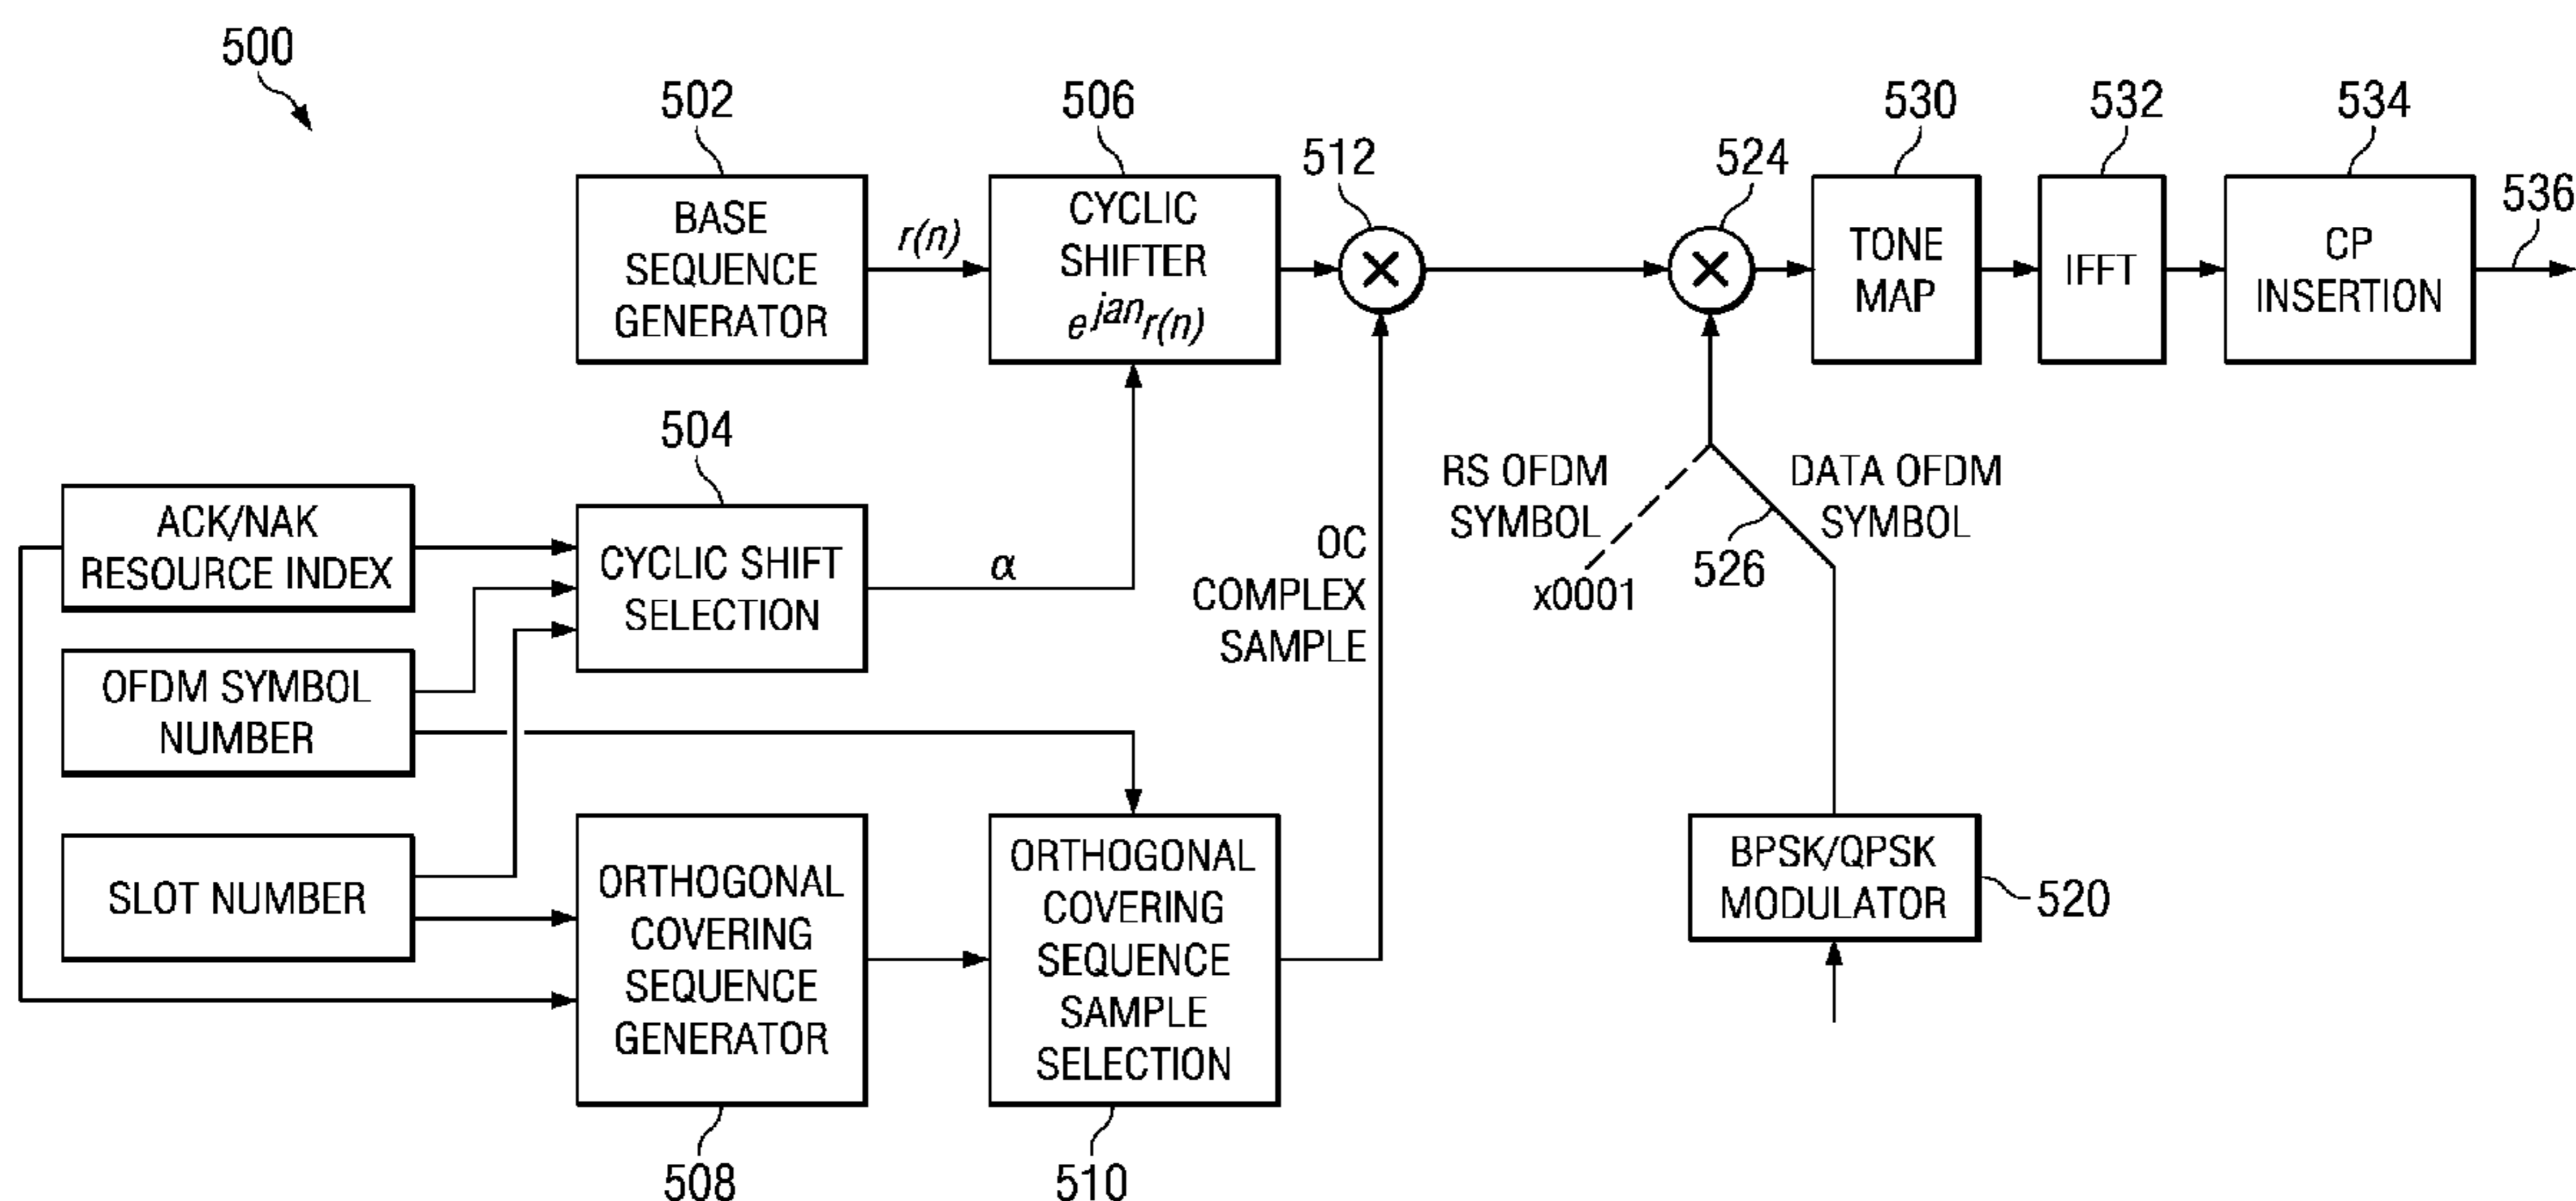 500
502
506
530
532
534
512
524
536
BASE
SEQUENCE
GENERATOR
r(n)
CYCLIC
SHIFTER
e^jan r(n)
TONE
MAP
IFFT
CP
INSERTION
504
ACK/NAK
RESOURCE INDEX
CYCLIC SHIFT
SELECTION
α
OC
COMPLEX
SAMPLE
RS OFDM
SYMBOL
x0001
DATA OFDM
SYMBOL
526
OFDM SYMBOL
NUMBER
SLOT NUMBER
ORTHOGONAL
COVERING
SEQUENCE
GENERATOR
508
ORTHOGONAL
COVERING
SEQUENCE
SAMPLE
SELECTION
510
BPSK/QPSK
MODULATOR
520